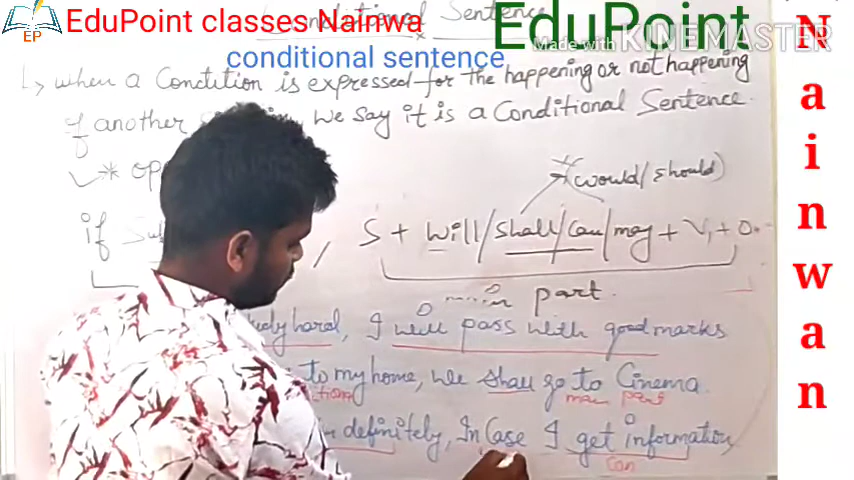 EduPoint classes Nainwa
EduPoint
Conditional Sentence
Made with KINEMASTER
conditional sentence
EP
when a Condition is expressed for the happening or not happening
of another we say it is a Conditional Sentence.
if S + will/shall/can/may + V1 + O.
(would/should)
main part.
hard, I will pass with good marks
to my home, we shall go to Cinema.
main part
definitely, In Case I get information
Con
N
a
i
n
w
a
n